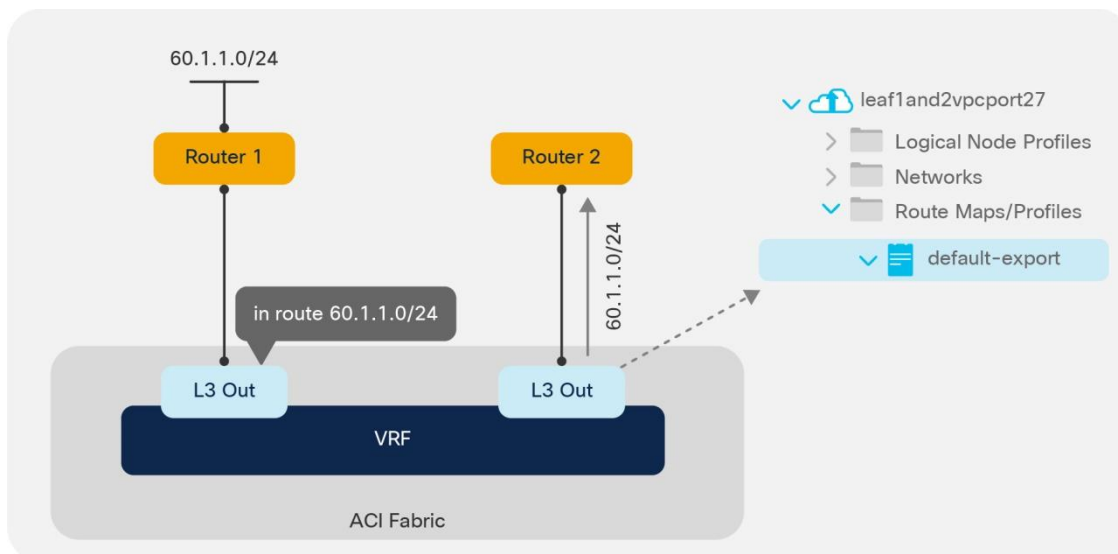 60.1.1.0/24
Router 1
Router 2
60.1.1.0/24
in route 60.1.1.0/24
L3 Out
L3 Out
VRF
ACI Fabric
leaf1and2vpcport27
Logical Node Profiles
Networks
Route Maps/Profiles
default-export